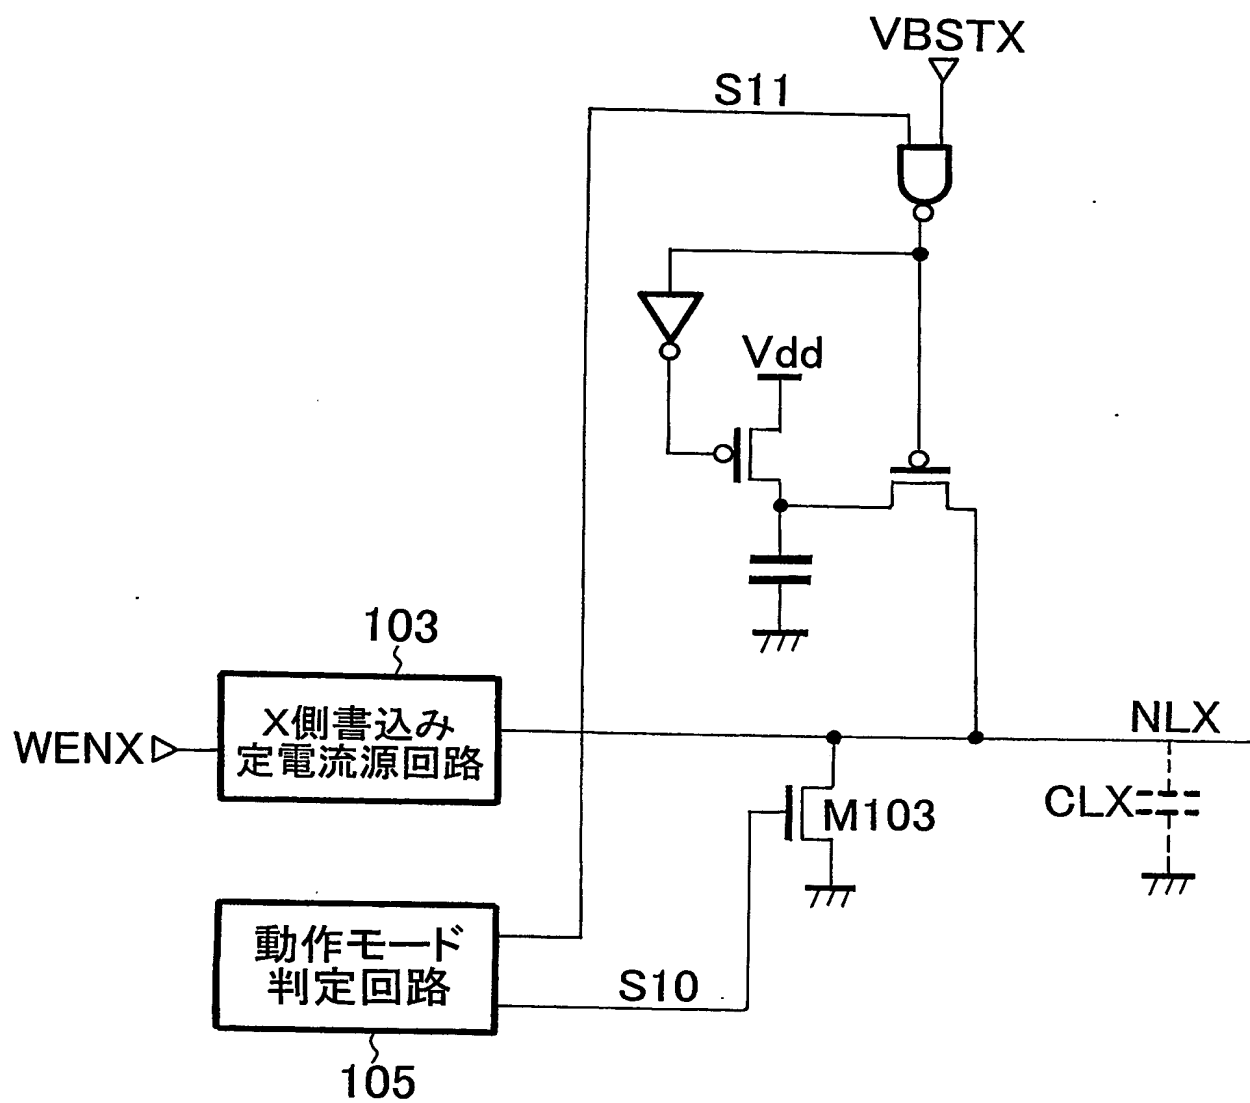 VBSTX
S11
Vdd
103
X側書込み
定電流源回路
WENX
NLX
CLX
M103
動作モード
判定回路
S10
105